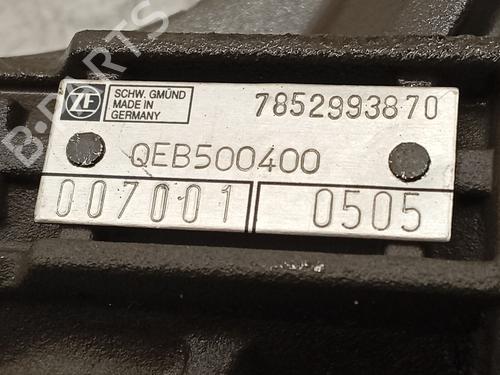 ZF
SCHW. GMÜND
MADE IN
GERMANY
7852993870
QEB500400
007001
0505
B-PARTS